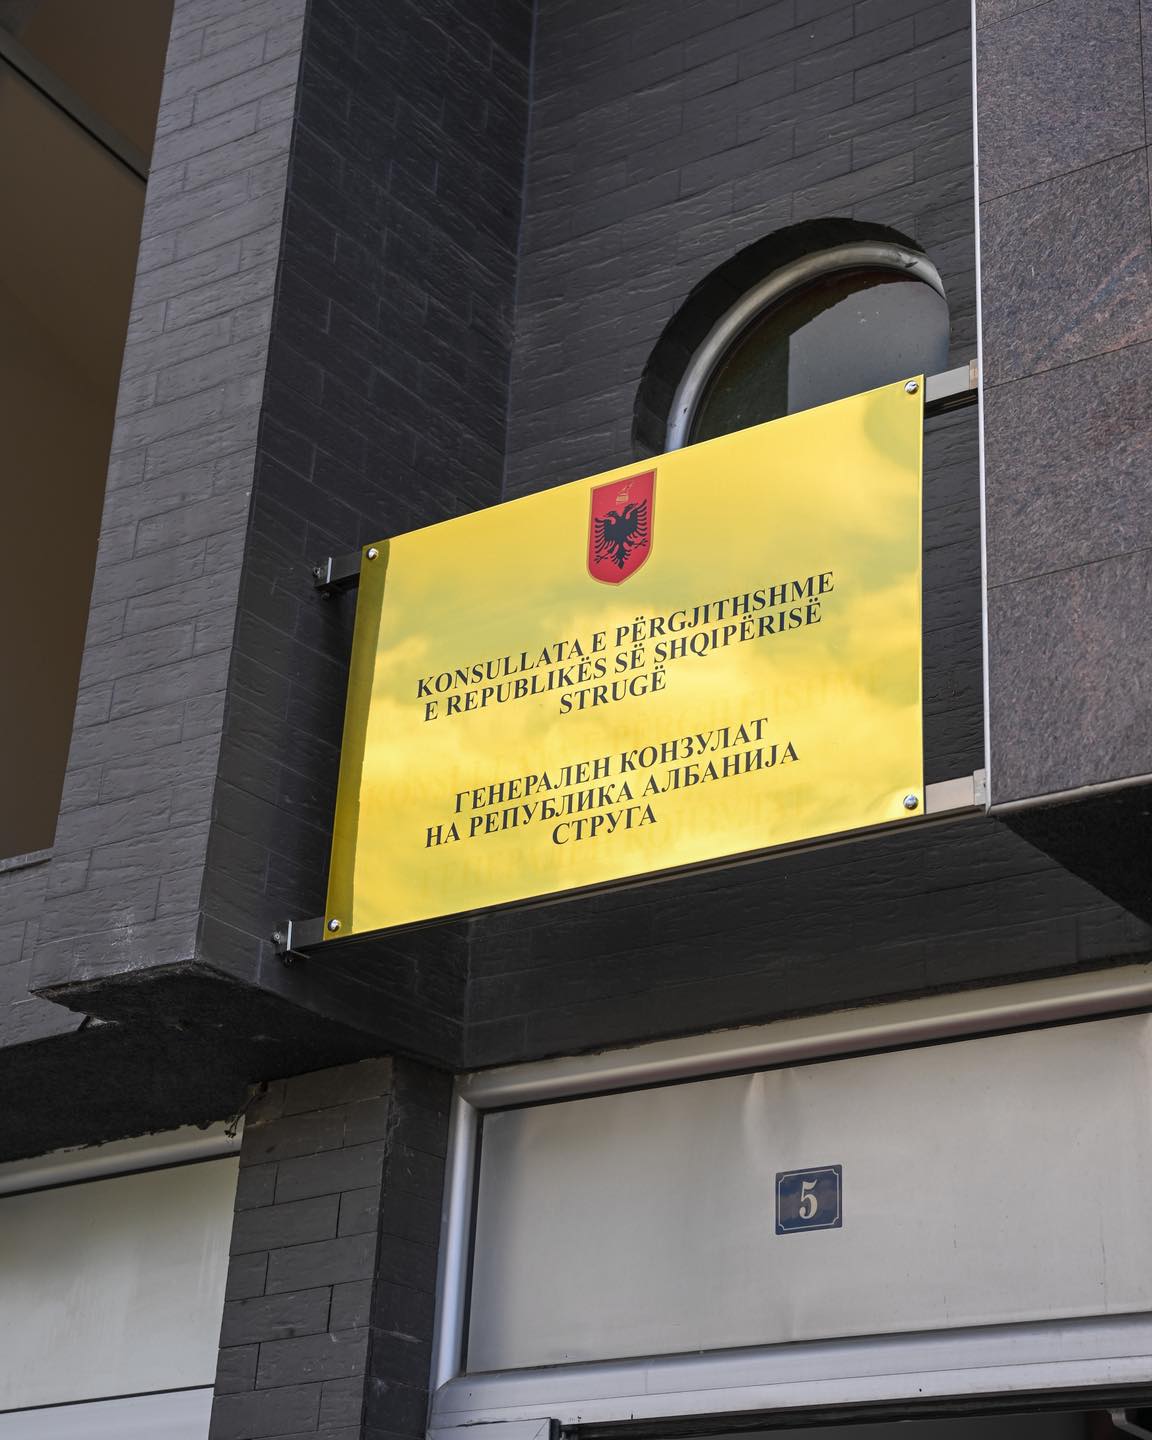 KONSULLATA E PËRGJITHSHME
E REPUBLIKËS SË SHQIPËRISË
STRUGË
ГЕНЕРАЛЕН КОНЗУЛАТ
НА РЕПУБЛИКА АЛБАНИЈА
СТРУГА
5